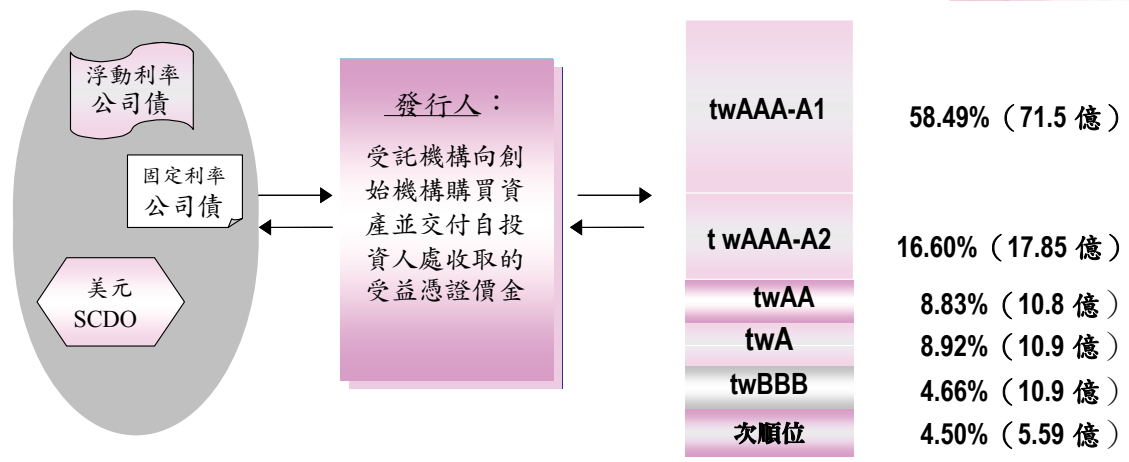 浮動利率
公司債
固定利率
公司債
美元
SCDO
發行人：
受託機構向創
始機構購買資
產並交付自投
資人處收取的
受益憑證價金
twAAA-A1
58.49%（71.5 億）
t wAAA-A2
16.60%（17.85 億）
twAA
8.83%（10.8 億）
twA
8.92%（10.9 億）
twBBB
4.66%（10.9 億）
次順位
4.50%（5.59 億）